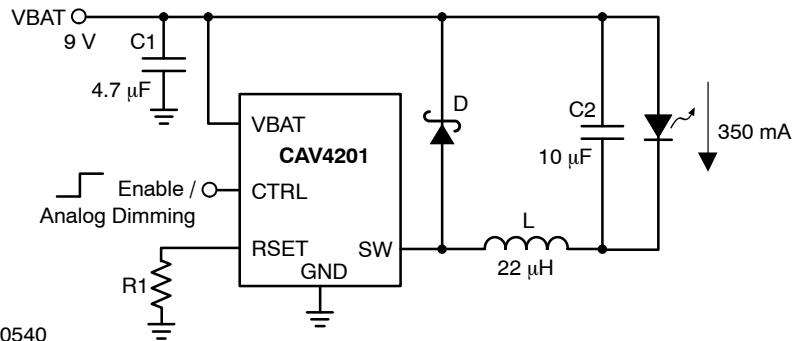 VBAT
9 V
C1
4.7 μF
VBAT
CAV4201
CTRL
RSET
SW
GND
Enable /
Analog Dimming
R1
D
L
22 μH
C2
10 μF
350 mA
0540